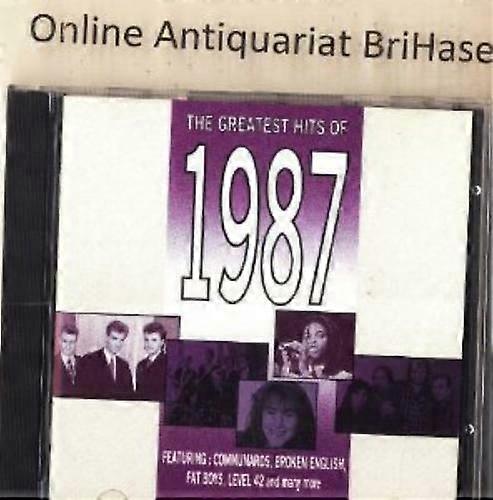 Online Antiquariat BriHase
THE GREATEST HITS OF
1987
FEATURING: COMMUNARDS, BROKEN ENGLISH,
FAT BOYS, LEVEL 42 and many more